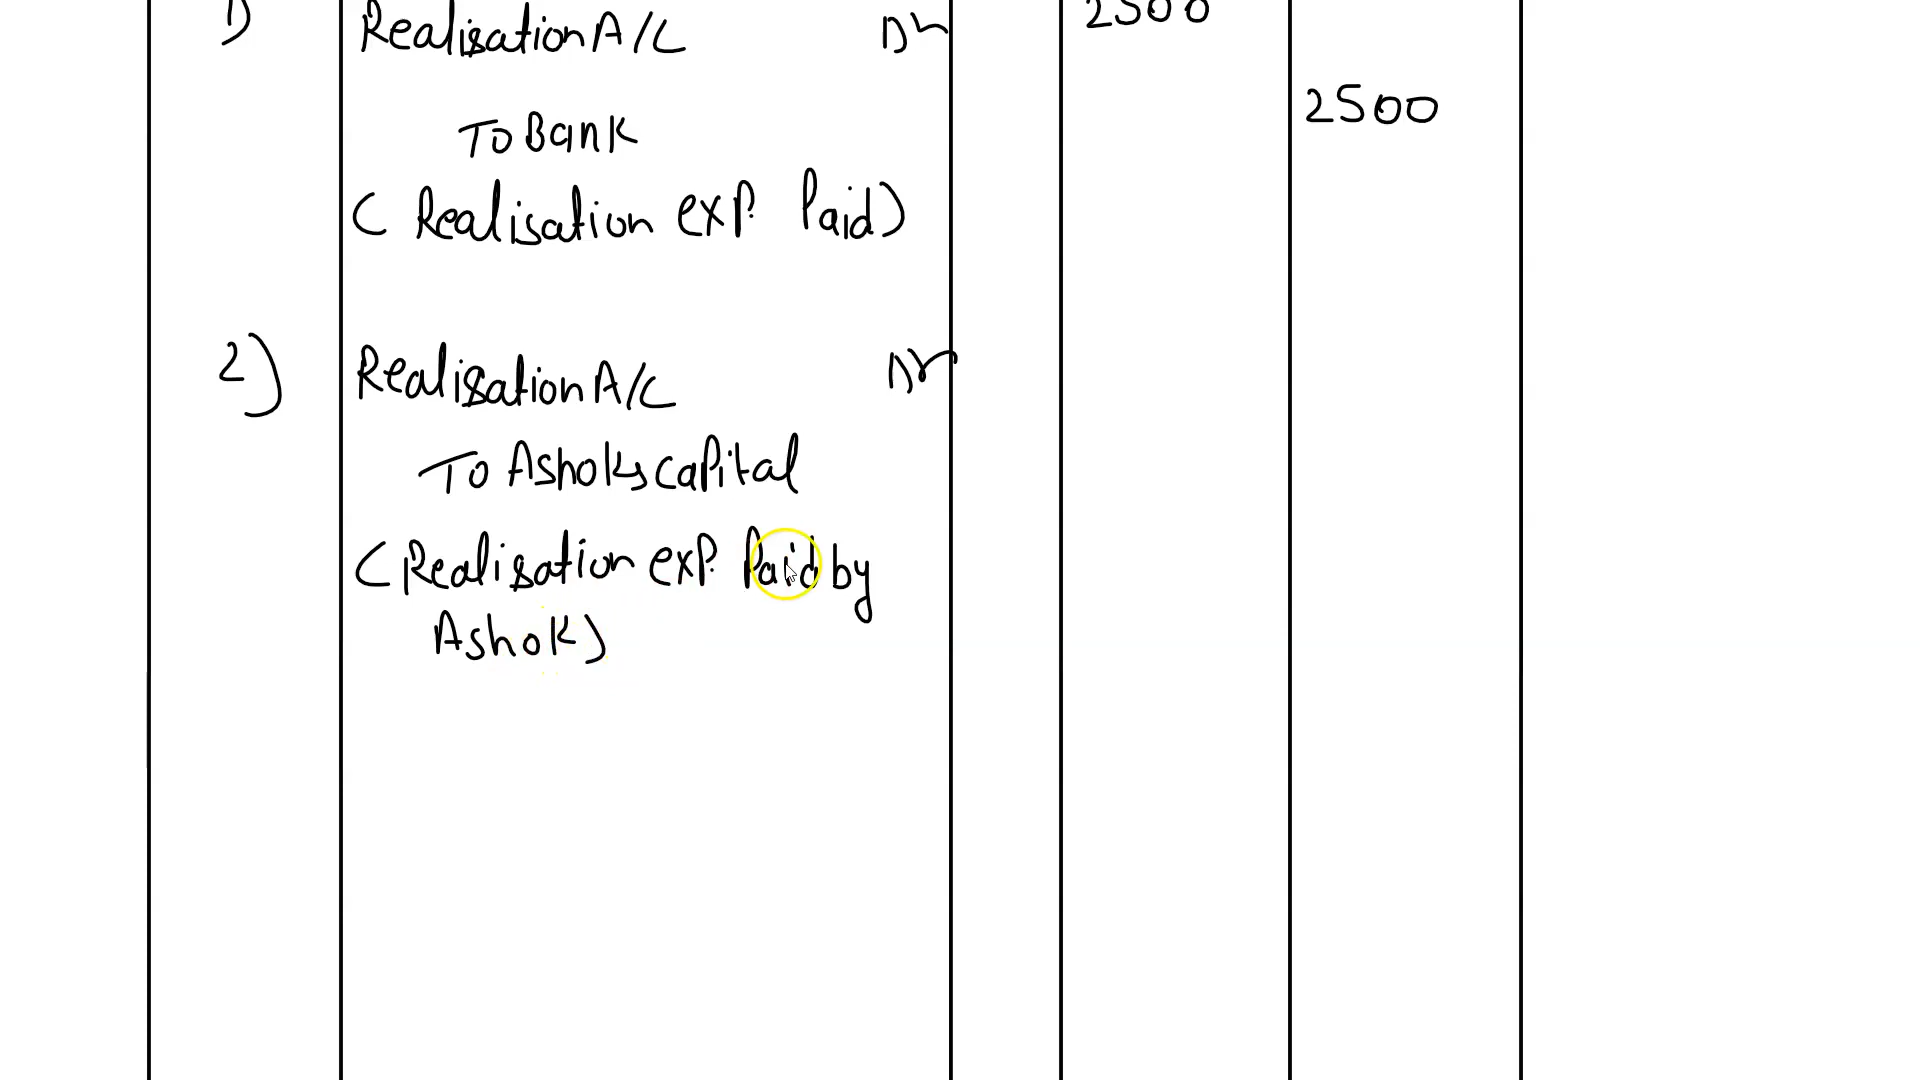 1) Realisation A/C Dr 2500
To Bank 2500
( Realisation exp. Paid)
2) Realisation A/C Dr
To Ashoks capital
( Realisation exp. Paid by
Ashok)